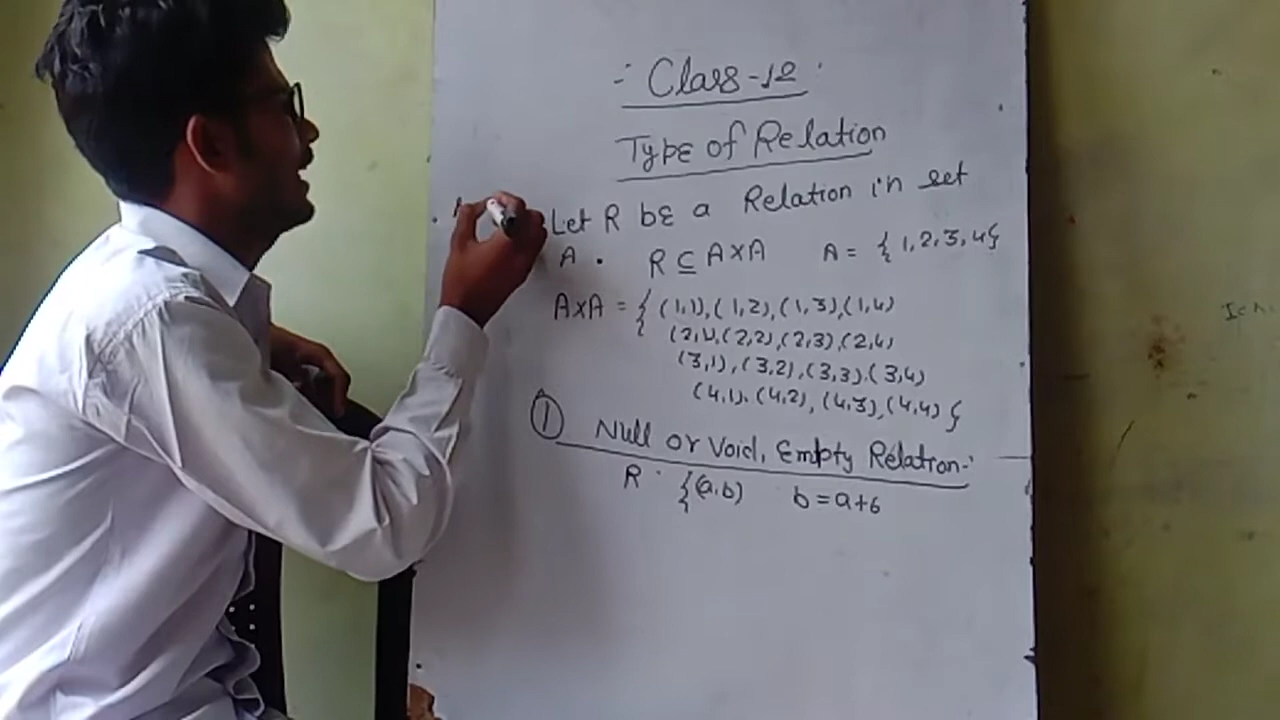 Class-12
Type of Relation
Let R be a Relation in set
A . R ⊆ A×A A = { 1,2,3,4}
A×A = { (1,1),(1,2),(1,3),(1,4)
(2,1),(2,2),(2,3),(2,4)
(3,1),(3,2),(3,3).(3,4)
(4,1).(4,2),(4,3),(4,4) }
① Null or Void, Empty Relation-:
R {(a,b) b=a+6